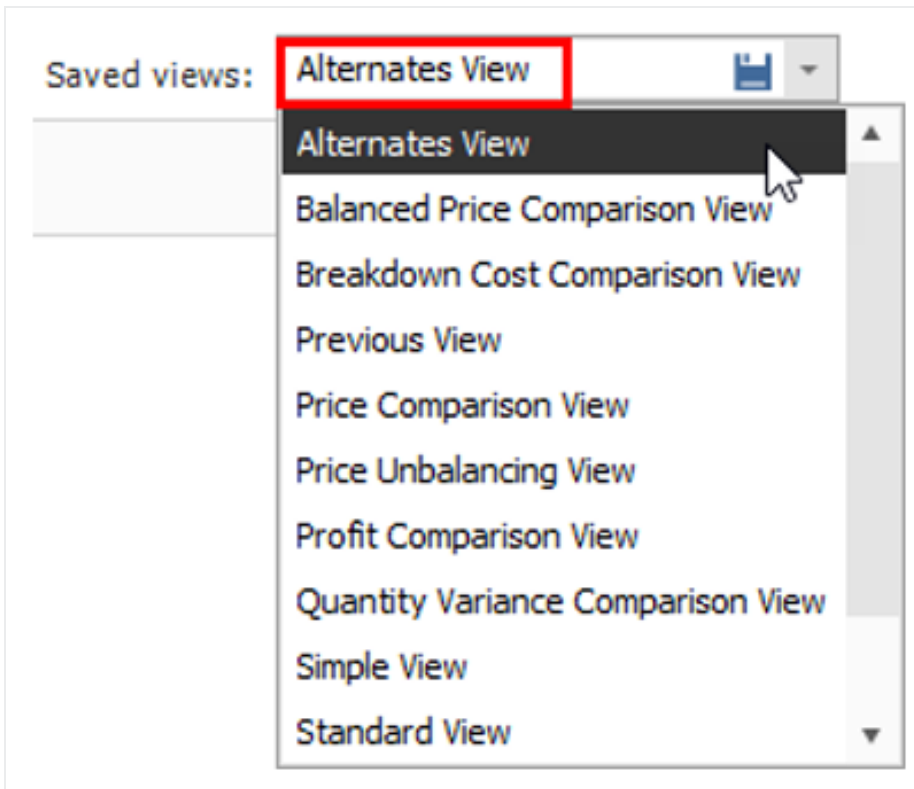 Saved views: Alternates View
Alternates View
Balanced Price Comparison View
Breakdown Cost Comparison View
Previous View
Price Comparison View
Price Unbalancing View
Profit Comparison View
Quantity Variance Comparison View
Simple View
Standard View